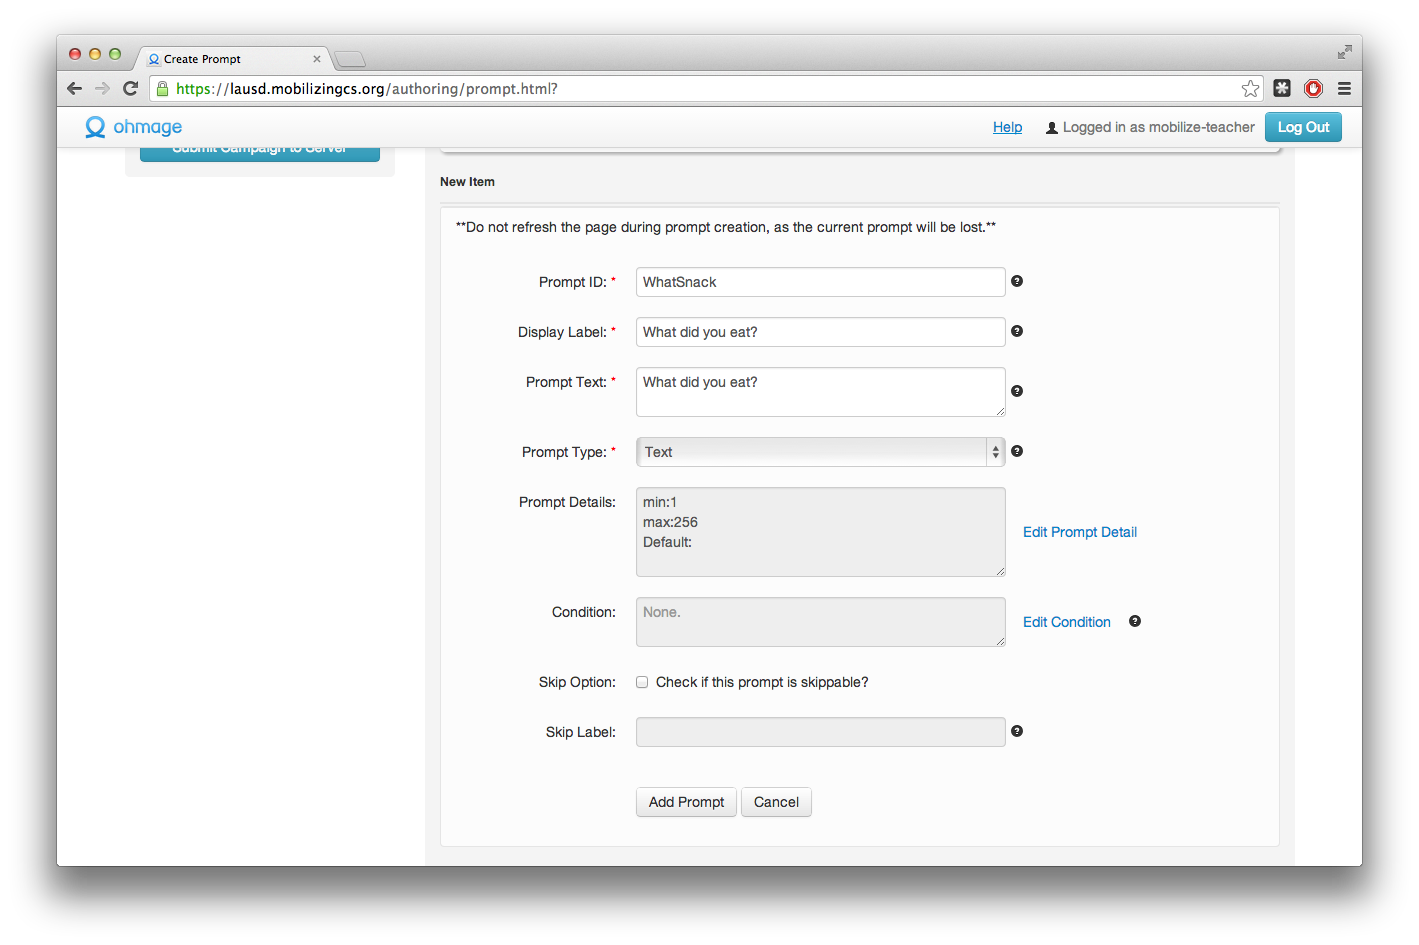 Create Prompt
https://lausd.mobilizingcs.org/authoring/prompt.html?
ohmage
Help
Logged in as mobilize-teacher
Log Out
Submit Campaign to Server
New Item
**Do not refresh the page during prompt creation, as the current prompt will be lost.**
Prompt ID: * WhatSnack
Display Label: * What did you eat?
Prompt Text: * What did you eat?
Prompt Type: * Text
Prompt Details: min:1
max:256
Default:
Edit Prompt Detail
Condition: None.
Edit Condition
Skip Option: Check if this prompt is skippable?
Skip Label:
Add Prompt
Cancel